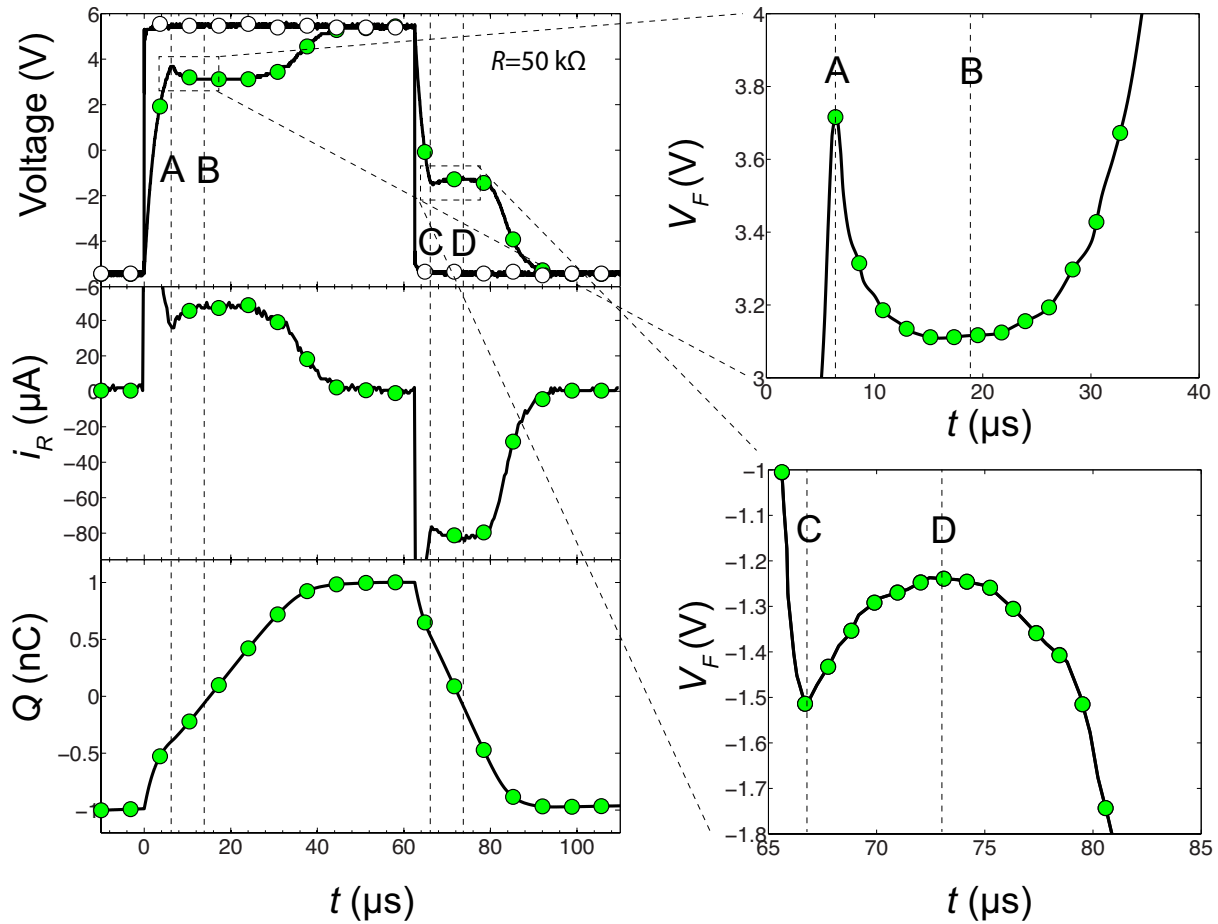 Voltage (V)
6
4
2
0
−2
−4
−6
R=50 kΩ
A B
C D
i_R (μA)
40
20
0
−20
−40
−60
−80
Q (nC)
1
0.5
0
−0.5
−1
0 20 40 60 80 100
t (μs)
V_F (V)
4
3.8
3.6
3.4
3.2
3
A
B
0 10 20 30 40
t (μs)
V_F (V)
−1
−1.1
−1.2
−1.3
−1.4
−1.5
−1.6
−1.7
−1.8
C
D
65 70 75 80 85
t (μs)